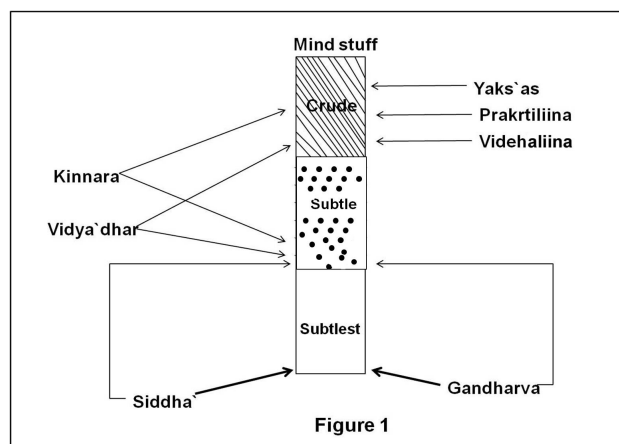 Mind stuff
Crude
Yaks`as
Prakrtiliina
Videhaliina
Kinnara
Vidya`dhar
Subtle
Subtlest
Siddha`
Gandharva
Figure 1